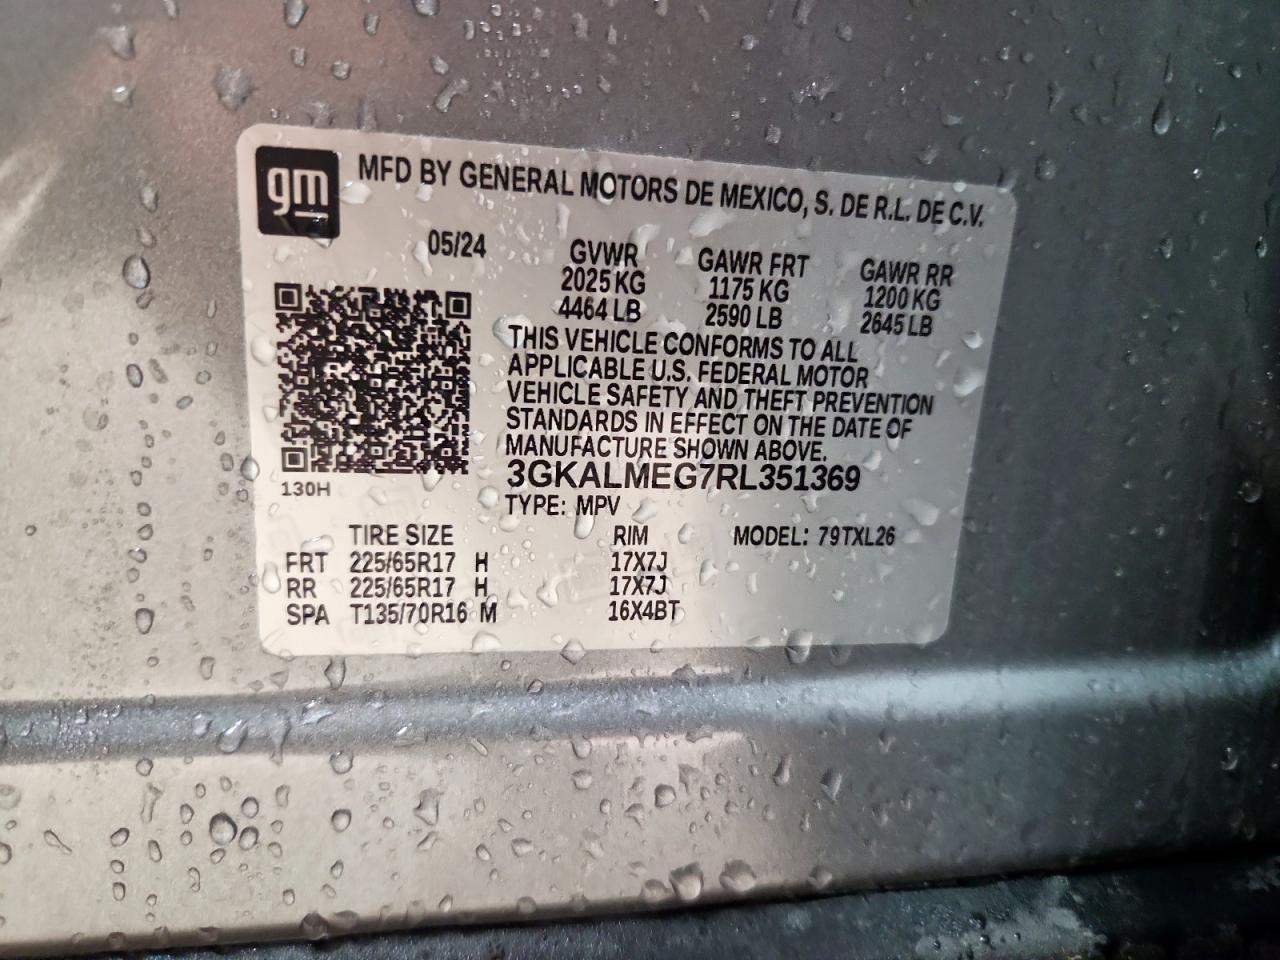 gm
MFD BY GENERAL MOTORS DE MEXICO, S. DE R.L. DE C.V.
05/24
GVWR GAWR FRT GAWR RR
2025 KG 1175 KG 1200 KG
4464 LB 2590 LB 2645 LB
THIS VEHICLE CONFORMS TO ALL
APPLICABLE U.S. FEDERAL MOTOR
VEHICLE SAFETY AND THEFT PREVENTION
STANDARDS IN EFFECT ON THE DATE OF
MANUFACTURE SHOWN ABOVE.
3GKALMEG7RL351369
130H
TYPE: MPV
TIRE SIZE RIM MODEL: 79TXL26
FRT 225/65R17 H 17X7J
RR 225/65R17 H 17X7J
SPA T135/70R16 M 16X4BT